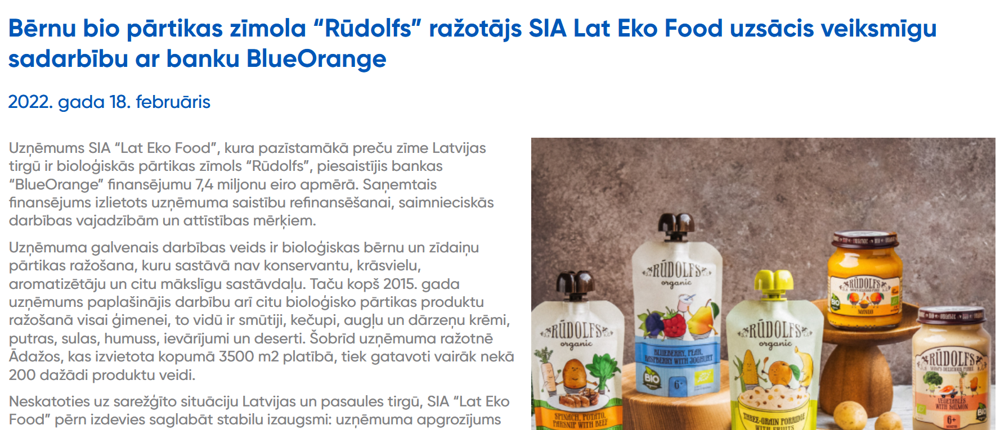 Bērnu bio pārtikas zīmola “Rūdolfs” ražotājs SIA Lat Eko Food uzsācis veiksmīgu
sadarbību ar banku BlueOrange
2022. gada 18. februāris
Uzņēmums SIA “Lat Eko Food”, kura pazīstamākā preču zīme Latvijas
tirgū ir bioloģiskās pārtikas zīmols “Rūdolfs”, piesaistījis bankas
“BlueOrange” finansējumu 7,4 miljonu eiro apmērā. Saņemtais
finansējums izlietots uzņēmuma saistību refinansēšanai, saimnieciskās
darbības vajadzībām un attīstības mērķiem.
Uzņēmuma galvenais darbības veids ir bioloģiskas bērnu un zīdaiņu
pārtikas ražošana, kuru sastāvā nav konservantu, krāsvielu,
aromatizētāju un citu mākslīgu sastāvdaļu. Taču kopš 2015. gada
uzņēmums paplašinājis darbību arī citu bioloģisko pārtikas produktu
ražošanā visai ģimenei, to vidū ir smūtiji, kečupi, augļu un dārzeņu krēmi,
putras, sulas, humuss, ievārījumi un deserti. Šobrīd uzņēmuma ražotnē
Ādažos, kas izvietota kopumā 3500 m2 platībā, tiek gatavoti vairāk nekā
200 dažādi produktu veidi.
Neskatoties uz sarežģīto situāciju Latvijas un pasaules tirgū, SIA “Lat Eko
Food” pērn izdevies saglabāt stabilu izaugsmi: uzņēmuma apgrozījums
RŪDOLFS
organic
SPINACH, POTATO,
PARSNIP WITH BEEF
RŪDOLFS
organic
BLUEBERRY, PEAR,
RASPBERRY WITH JOGHURT
BIO
6+
RŪDOLFS
organic
THREE-GRAIN PORRIDGE
WITH FRUITS
RŪDOLFS
BIO
MANGO
RŪDOLFS
VEGETABLES
WITH SALMON
6+
BIO